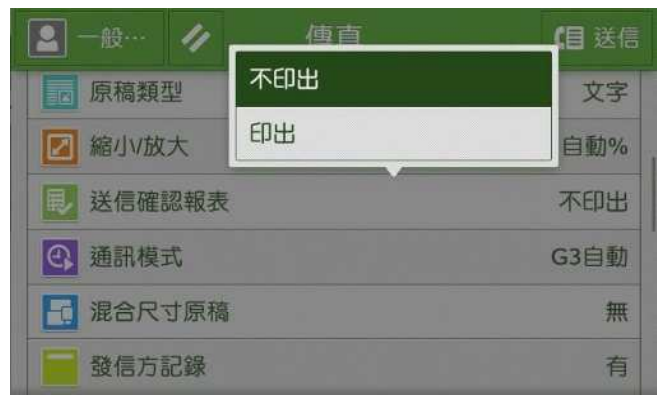 一般…
傳真
送信
不印出
印出
原稿類型 文字
縮小/放大 自動%
送信確認報表 不印出
通訊模式 G3自動
混合尺寸原稿 無
發信方記錄 有